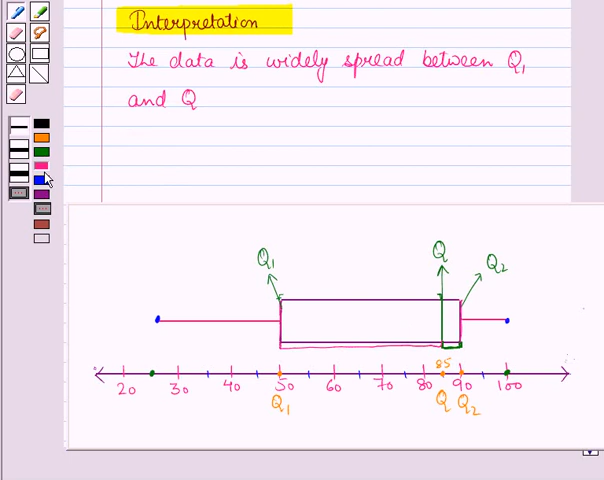 Interpretation
The data is widely spread between Q1
and Q
Q1
Q
Q2
85
20 30 40 50 60 70 80 90 100
Q1 Q Q2